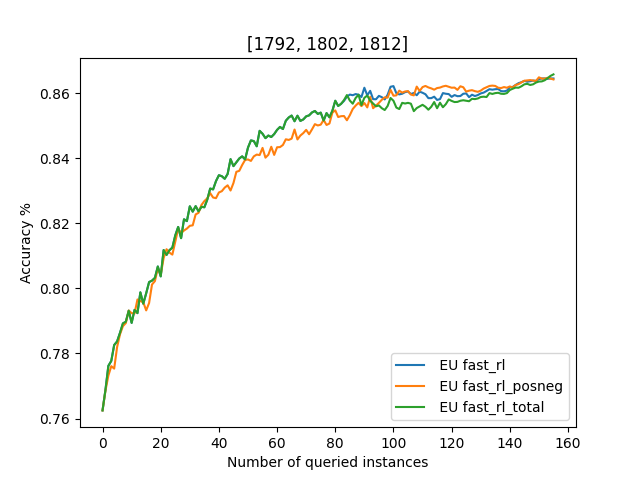 [1792, 1802, 1812]
Accuracy %
0.86
0.84
0.82
0.80
0.78
0.76
0 20 40 60 80 100 120 140 160
Number of queried instances
EU fast_rl
EU fast_rl_posneg
EU fast_rl_total